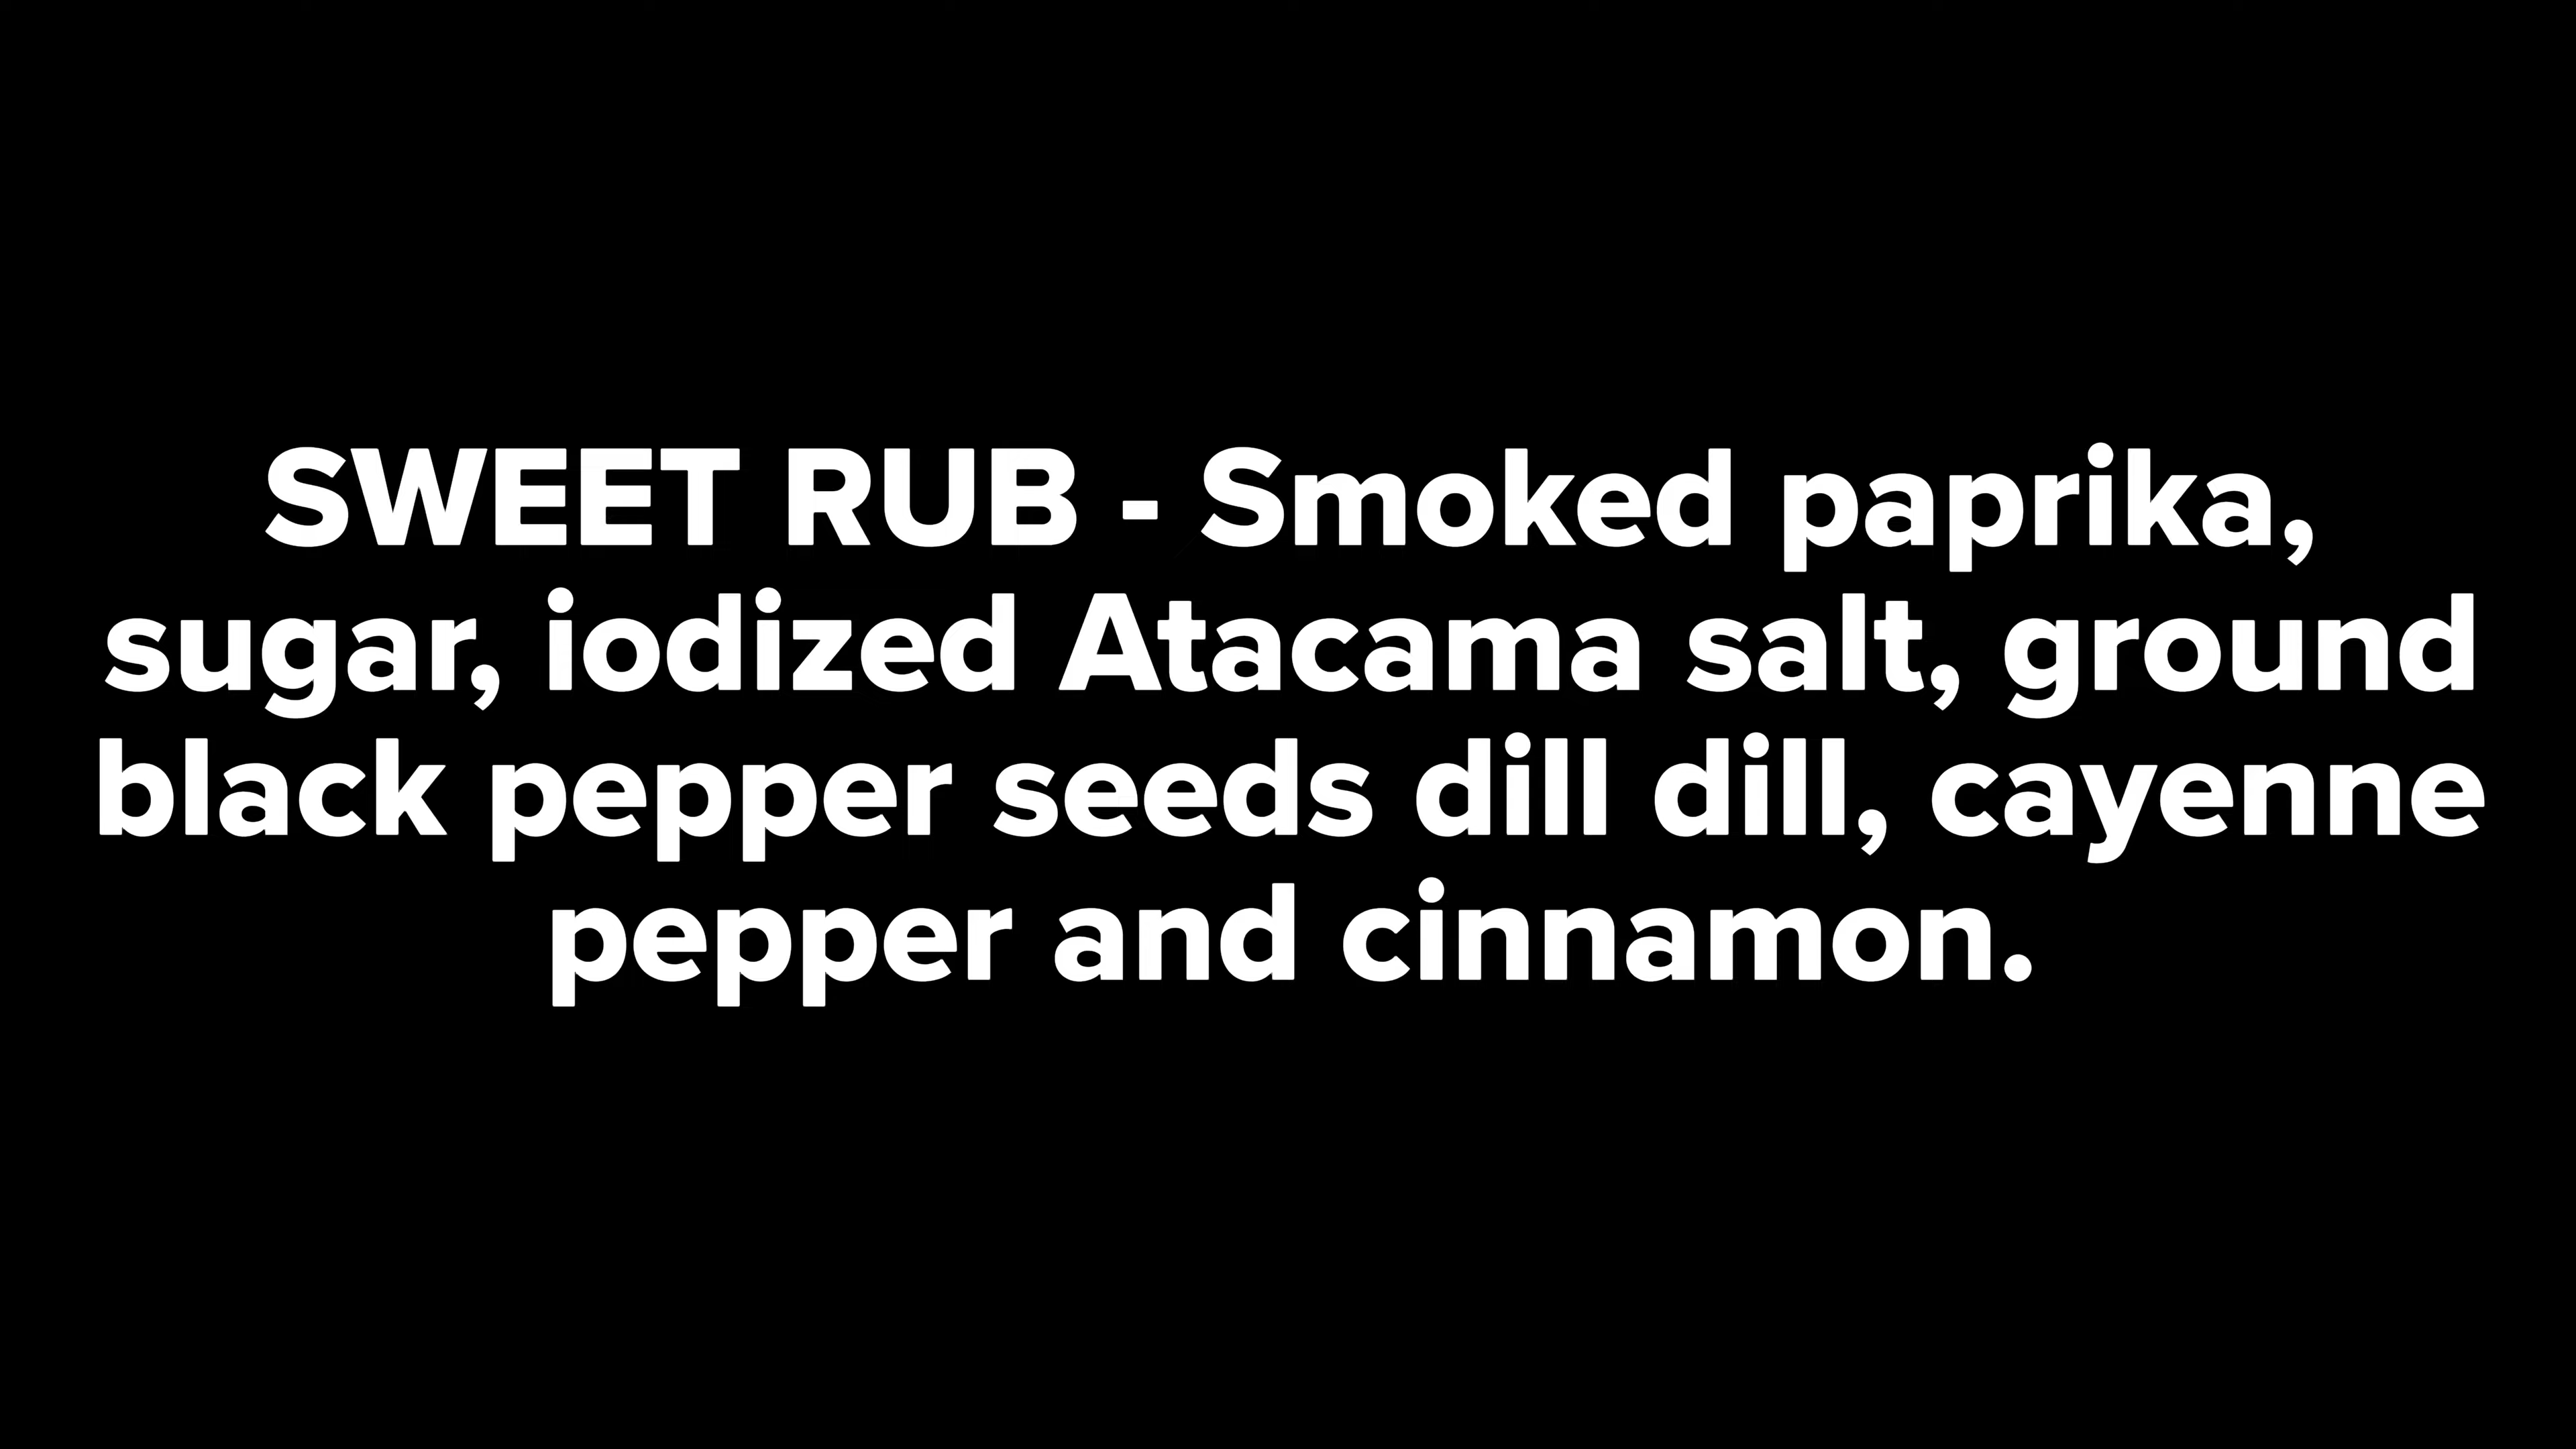 SWEET RUB - Smoked paprika,
sugar, iodized Atacama salt, ground
black pepper seeds dill dill, cayenne
pepper and cinnamon.